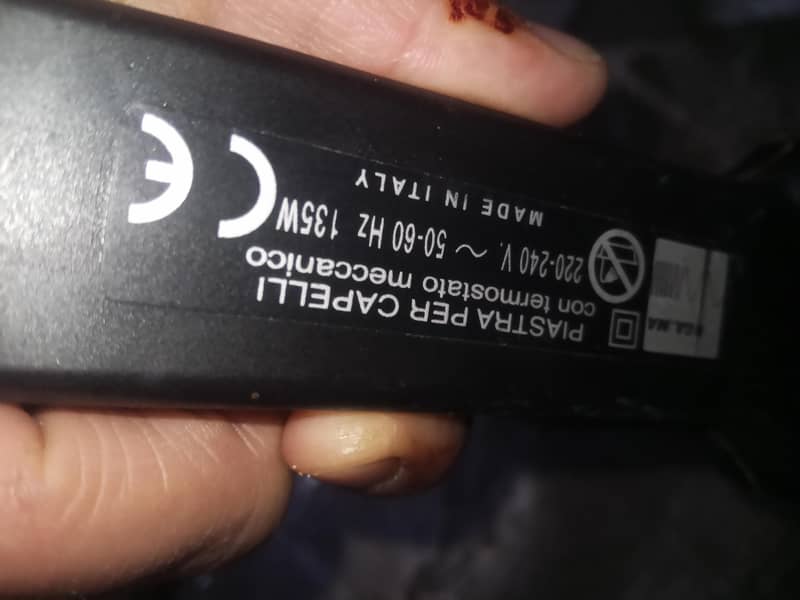 PIASTRA PER CAPELLI
con termostato meccanico
220-240 V. ~ 50-60 Hz 135W
MADE IN ITALY
CE